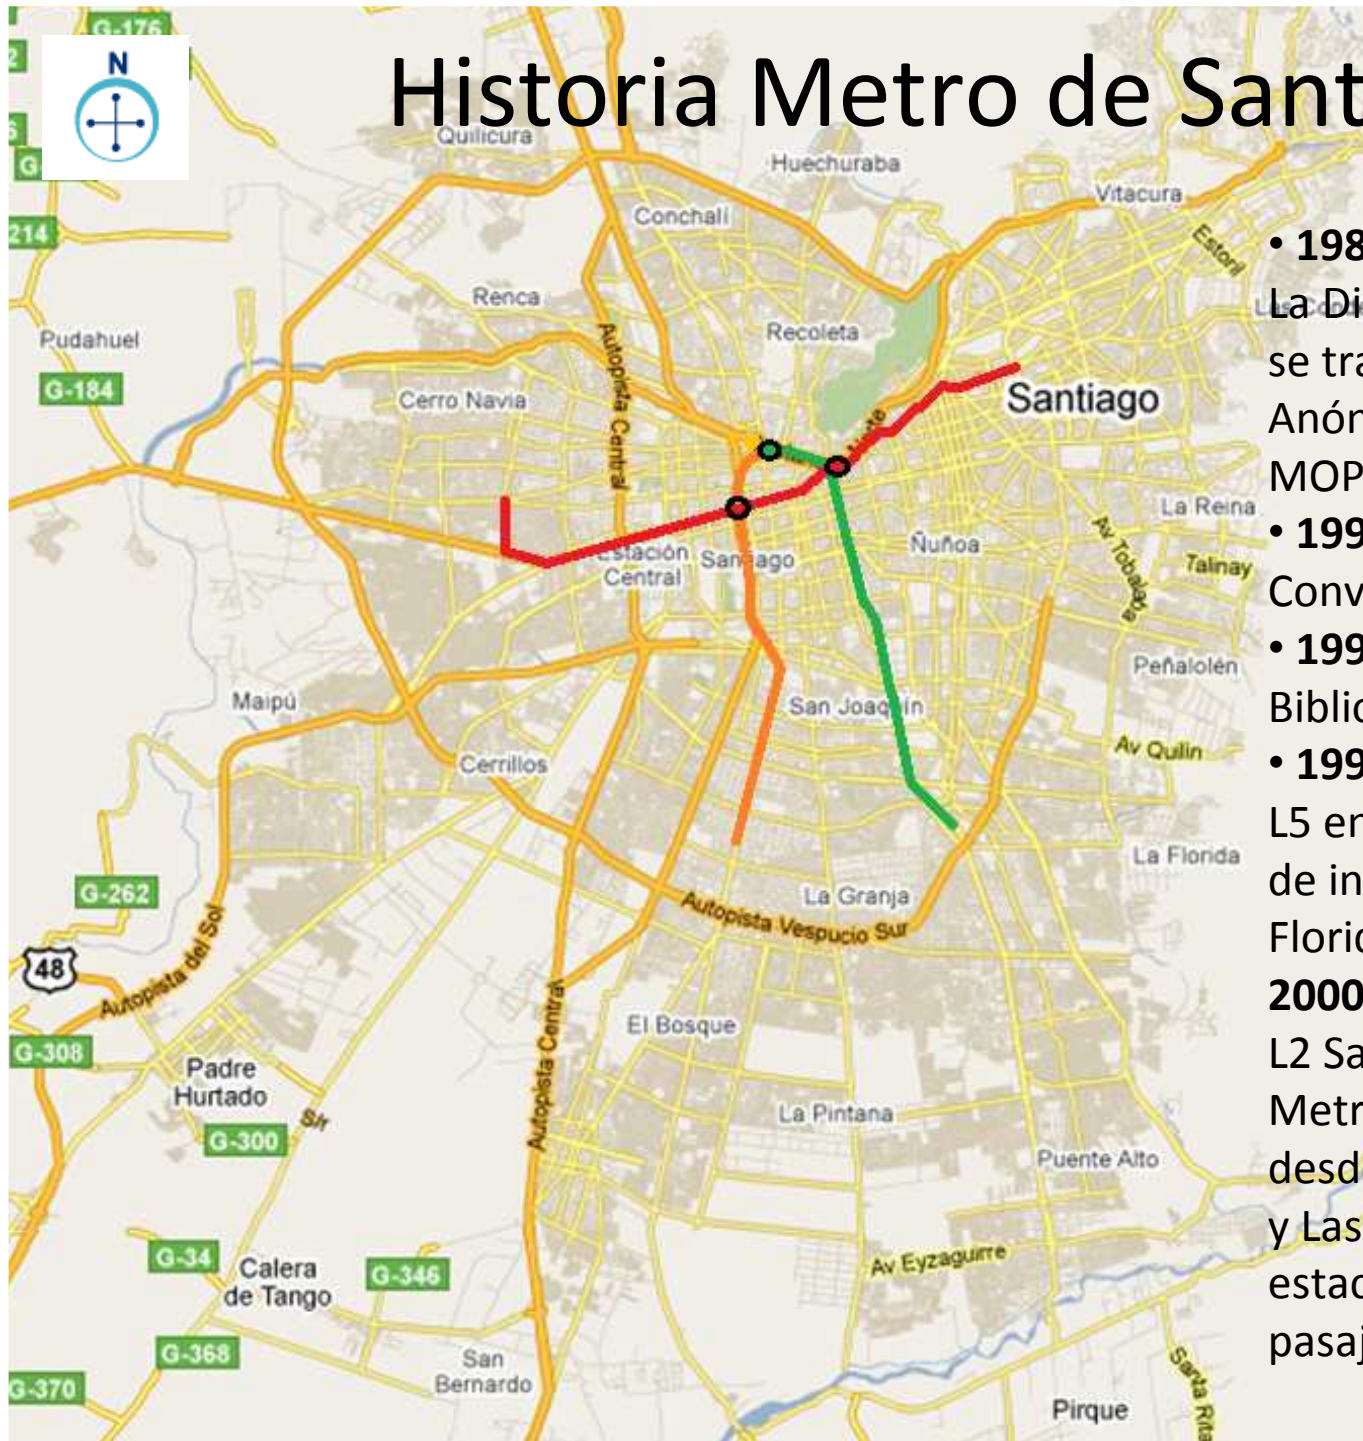 Historia Metro de Sant
N
G-176
Quilicura
Huechuraba
Vitacura
Conchalí
214
Estoril
Renca
Recoleta
Pudahuel
G-184
Cerro Navia
Autopista Central
Santiago
La Reina
Ñuñoa
Av Tobalaba
Talinay
Estación
Central
Santiago
Peñalolén
Maipú
San Joaquín
Av Quilin
Cerrillos
La Florida
G-262
La Granja
Autopista Vespucio Sur
48
Autopista del Sol
El Bosque
Autopista Central
G-308
Padre
Hurtado
S/r
G-300
La Pintana
Puente Alto
G-34
Calera
de Tango
G-346
Av Eyzaguirre
G-368
San
Bernardo
G-370
Pirque
Santa Rita
• 198
La Di
se tra
Anón
MOP
• 199
Conv
• 199
Biblio
• 199
L5 en
de in
Florid
2000
L2 Sa
Metr
desd
y Las
estac
pasaj